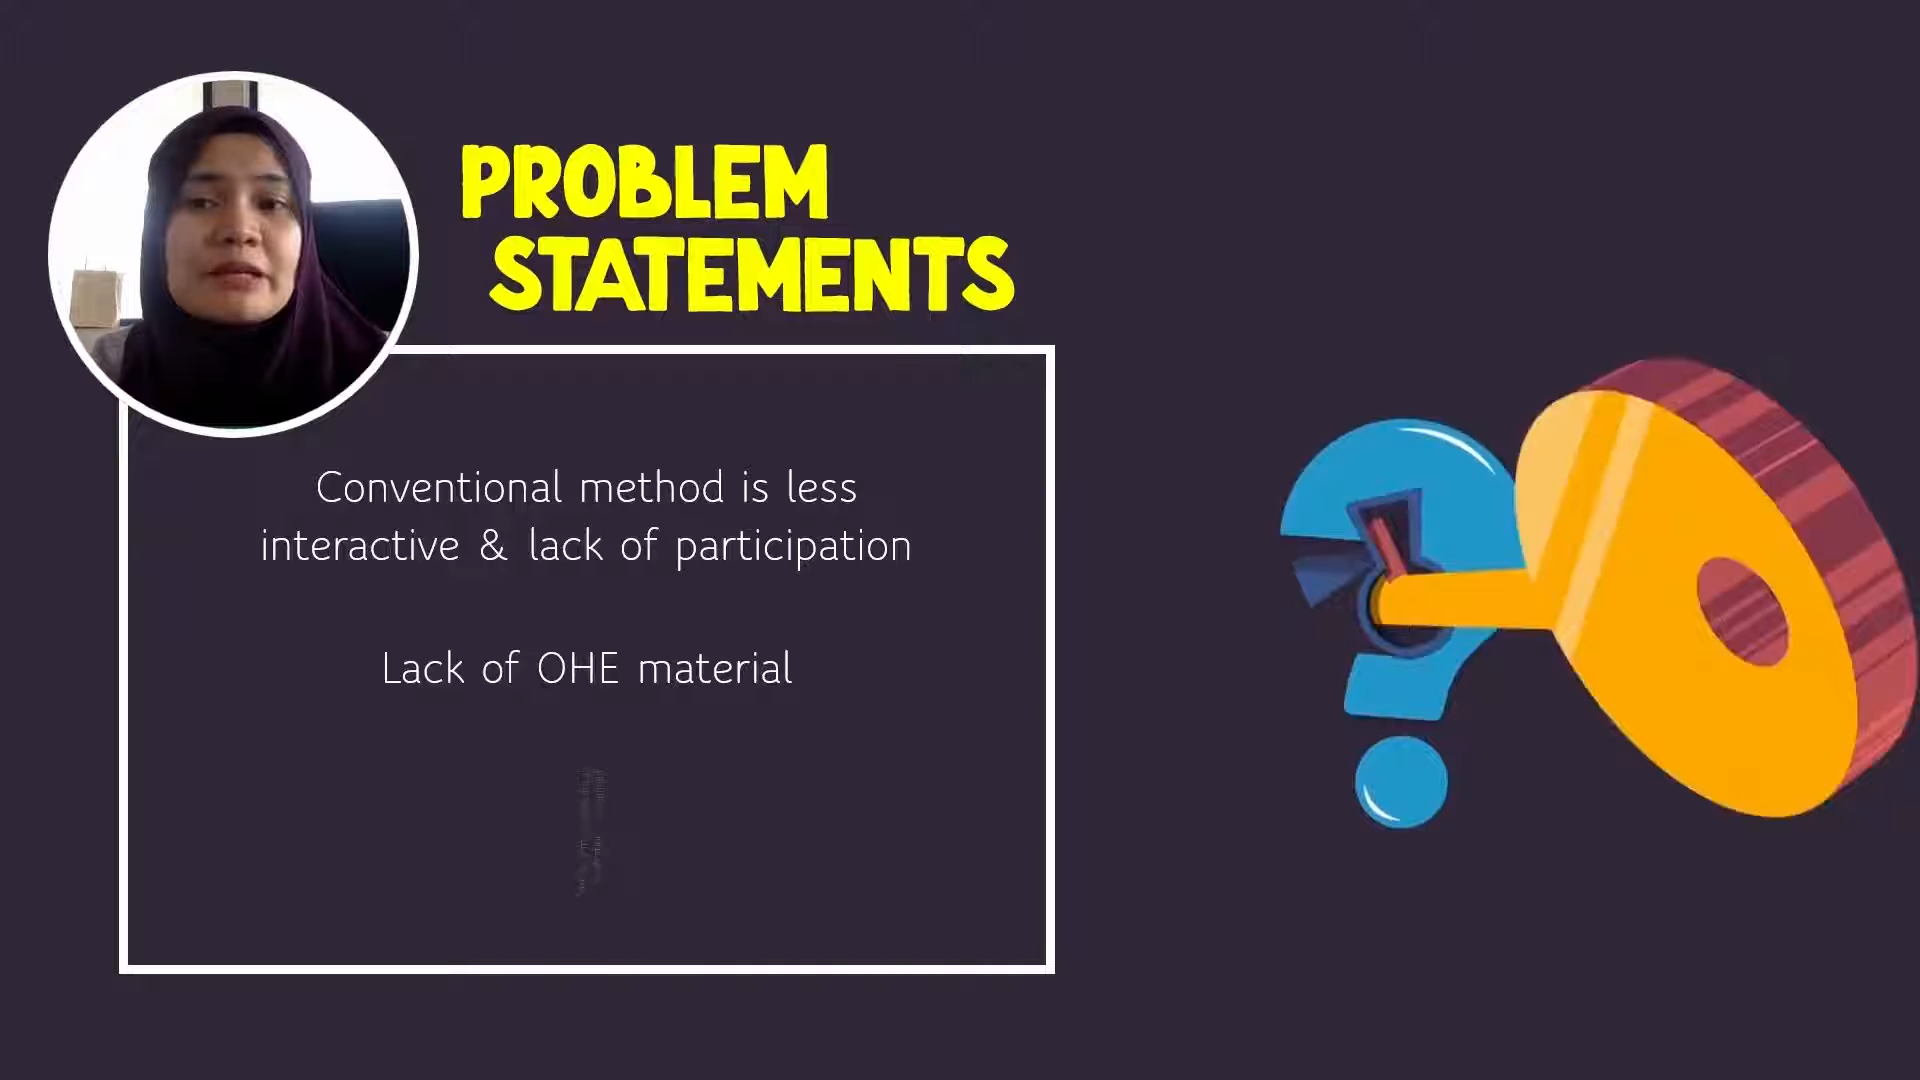 PROBLEM
STATEMENTS
Conventional method is less
interactive & lack of participation
Lack of OHE material